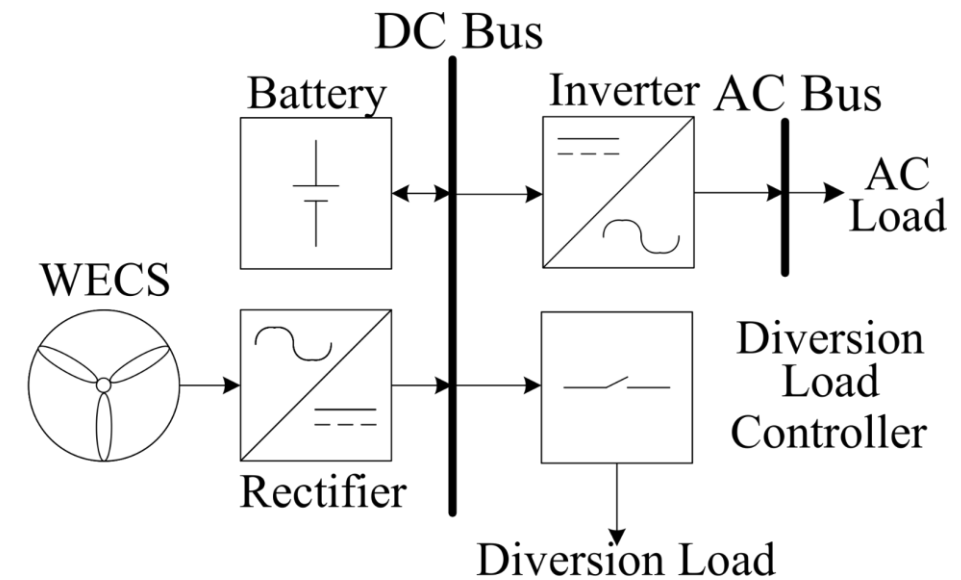 DC Bus
Battery
Inverter
AC Bus
AC
Load
WECS
Diversion
Load
Controller
Rectifier
Diversion Load